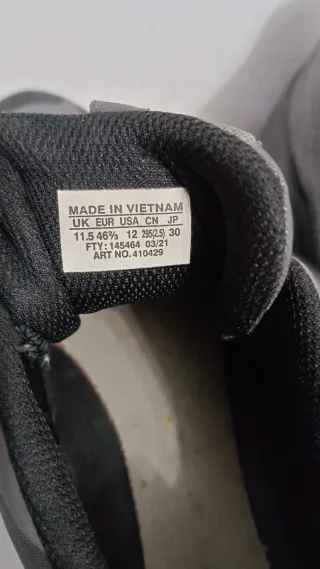 MADE IN VIETNAM
UK EUR USA CN JP
11.5 46⅔ 12 295(2.5) 30
FTY: 145464 03/21
ART NO. 410429